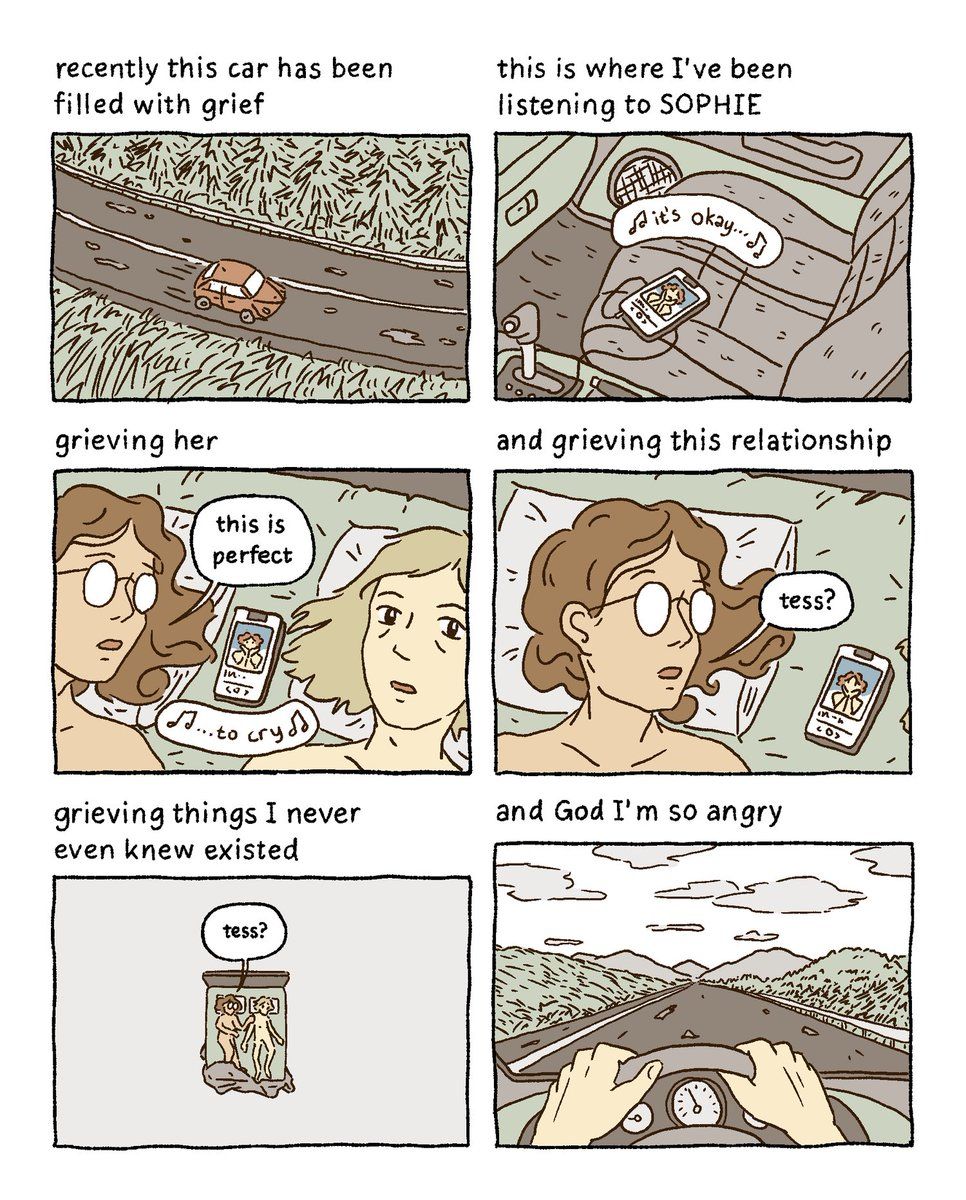 recently this car has been
filled with grief
this is where I've been
listening to SOPHIE
♫ it's okay... ♫
grieving her
this is
perfect
♫ ...to cry ♫
and grieving this relationship
tess?
grieving things I never
even knew existed
tess?
and God I'm so angry